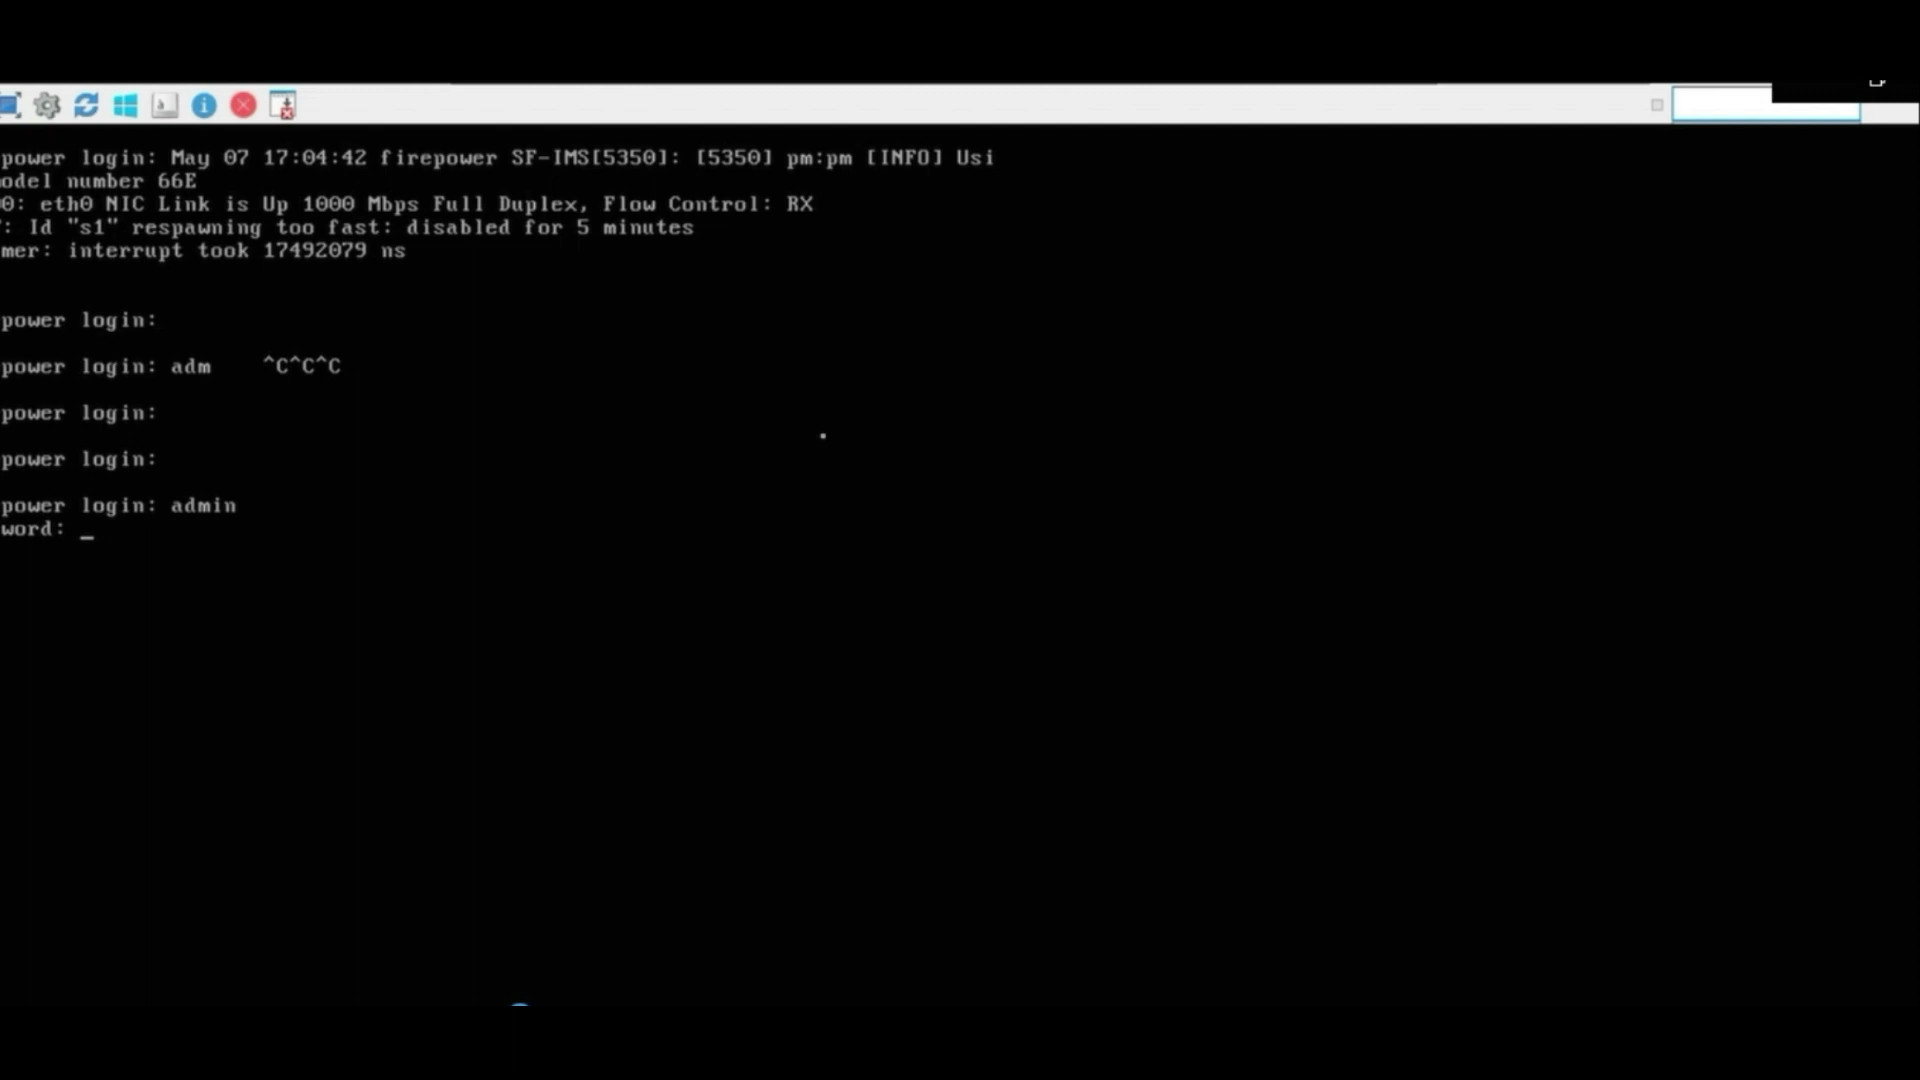 power login: May 07 17:04:42 firepower SF-IMS[5350]: [5350] pm:pm [INFO] Usi
odel number 66E
0: eth0 NIC Link is Up 1000 Mbps Full Duplex, Flow Control: RX
: Id "s1" respawning too fast: disabled for 5 minutes
mer: interrupt took 17492079 ns
power login:
power login: adm    ^C^C^C
power login:
power login:
power login: admin
word: _